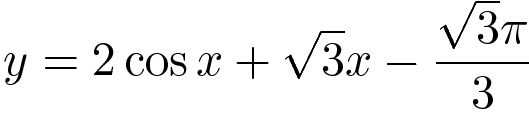 y = 2 cos x + √3x − √3π/3